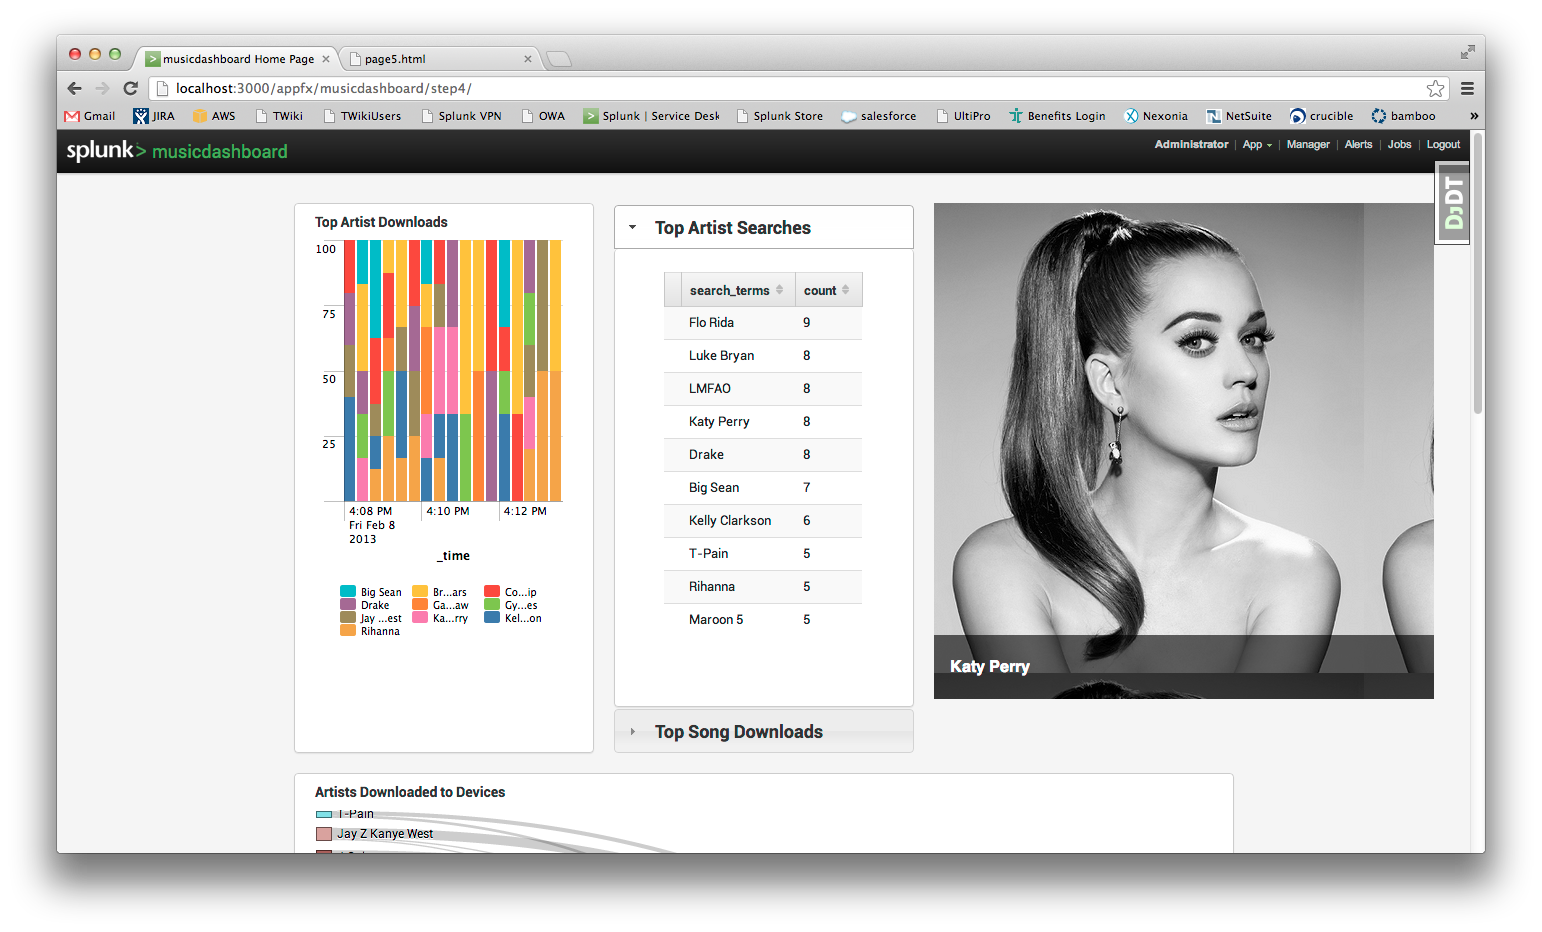 musicdashboard Home Page
page5.html
localhost:3000/appfx/musicdashboard/step4/
Gmail JIRA AWS TWiki TWikiUsers Splunk VPN OWA Splunk | Service Desk Splunk Store salesforce UltiPro Benefits Login Nexonia NetSuite crucible bamboo »
splunk> musicdashboard
Administrator | App | Manager | Alerts | Jobs | Logout
DJDT
Top Artist Downloads
100
75
50
25
4:08 PM 4:10 PM 4:12 PM
Fri Feb 8
2013
_time
Big Sean Br...ars Co...ip
Drake Ga...aw Gy...es
Jay ...est Ka...rry Kel...on
Rihanna
Top Artist Searches
search_terms count
Flo Rida 9
Luke Bryan 8
LMFAO 8
Katy Perry 8
Drake 8
Big Sean 7
Kelly Clarkson 6
T-Pain 5
Rihanna 5
Maroon 5 5
Top Song Downloads
Katy Perry
Artists Downloaded to Devices
T-Pain
Jay Z Kanye West